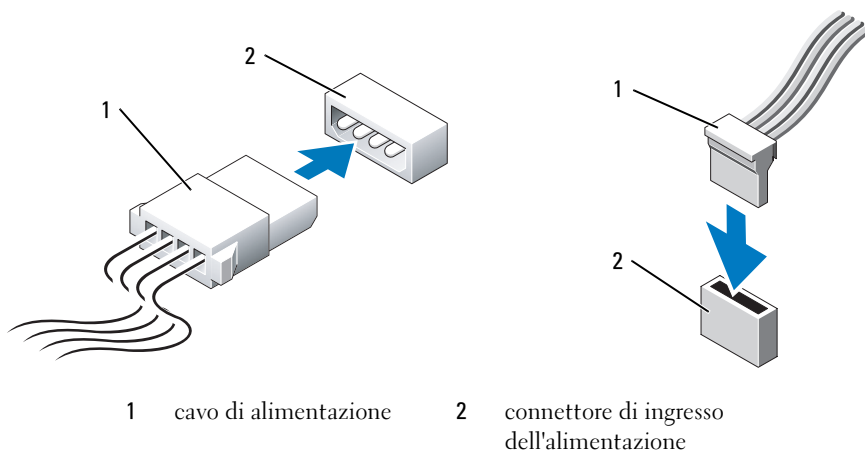 2
1
1
2
1 cavo di alimentazione 2 connettore di ingresso
dell'alimentazione